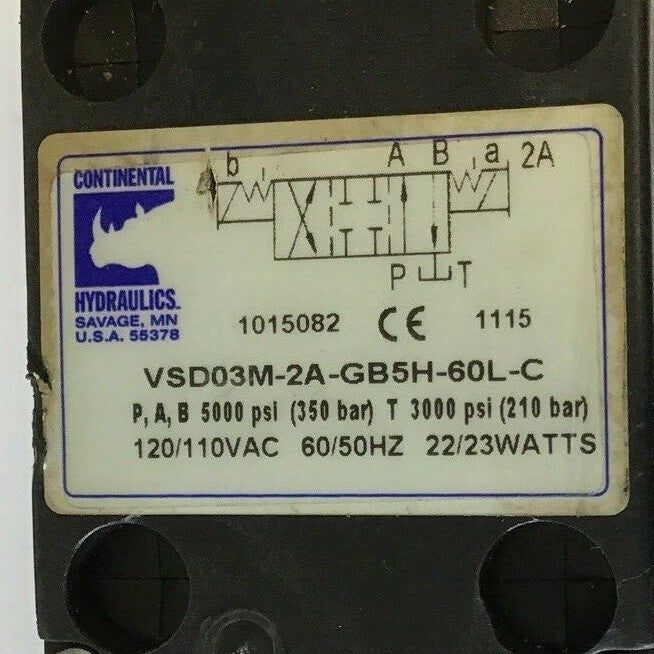 CONTINENTAL
HYDRAULICS.
SAVAGE, MN
U.S.A. 55378
b A B a 2A
P T
1015082 CE 1115
VSD03M-2A-GB5H-60L-C
P, A, B 5000 psi (350 bar) T 3000 psi (210 bar)
120/110VAC 60/50HZ 22/23WATTS